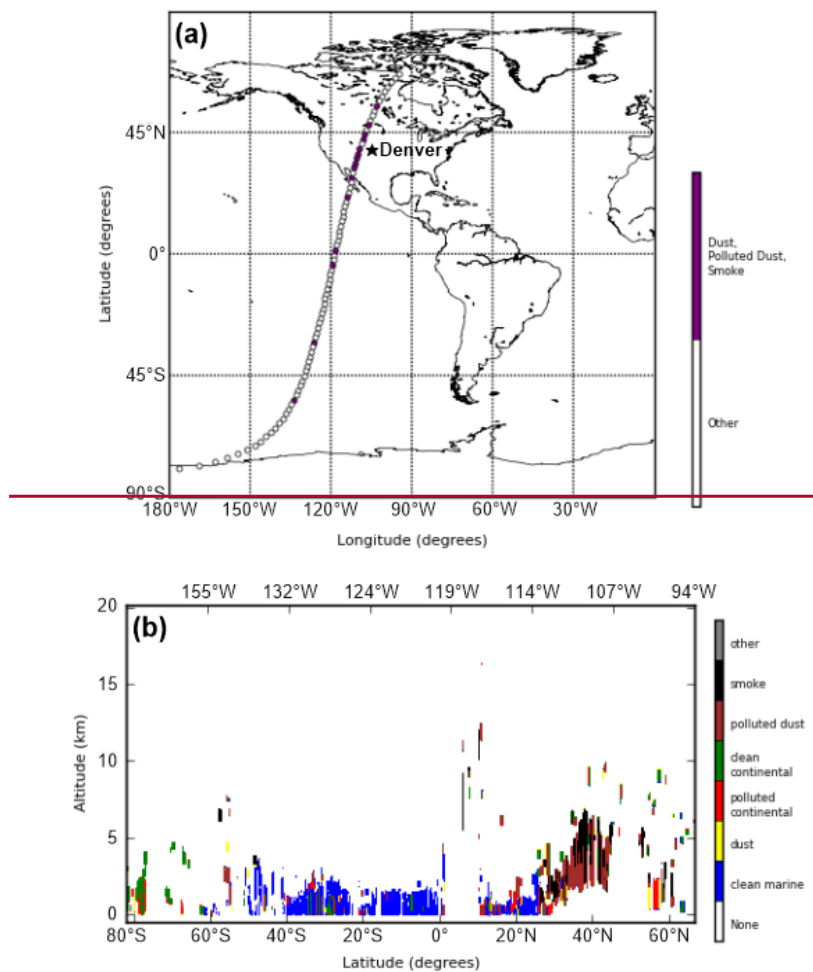 (a)
45°N
★Denver
0°
45°S
90°S
Latitude (degrees)
180°W 150°W 120°W 90°W 60°W 30°W
Longitude (degrees)
Dust,
Polluted Dust,
Smoke
Other
155°W 132°W 124°W 119°W 114°W 107°W 94°W
(b)
20
15
10
5
0
Altitude (km)
80°S 60°S 40°S 20°S 0° 20°N 40°N 60°N
Latitude (degrees)
other
smoke
polluted dust
clean
continental
polluted
continental
dust
clean marine
None